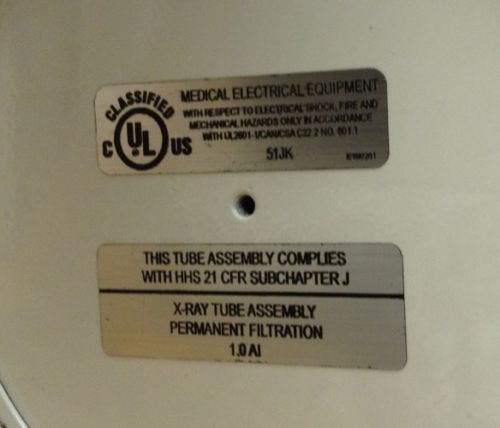 CLASSIFIED
C UL US
®
MEDICAL ELECTRICAL EQUIPMENT
WITH RESPECT TO ELECTRICAL SHOCK, FIRE AND
MECHANICAL HAZARDS ONLY IN ACCORDANCE
WITH UL2601-1/CAN/CSA C22.2 NO. 601.1
51JK
THIS TUBE ASSEMBLY COMPLIES
WITH HHS 21 CFR SUBCHAPTER J
X-RAY TUBE ASSEMBLY
PERMANENT FILTRATION
1.0 Al